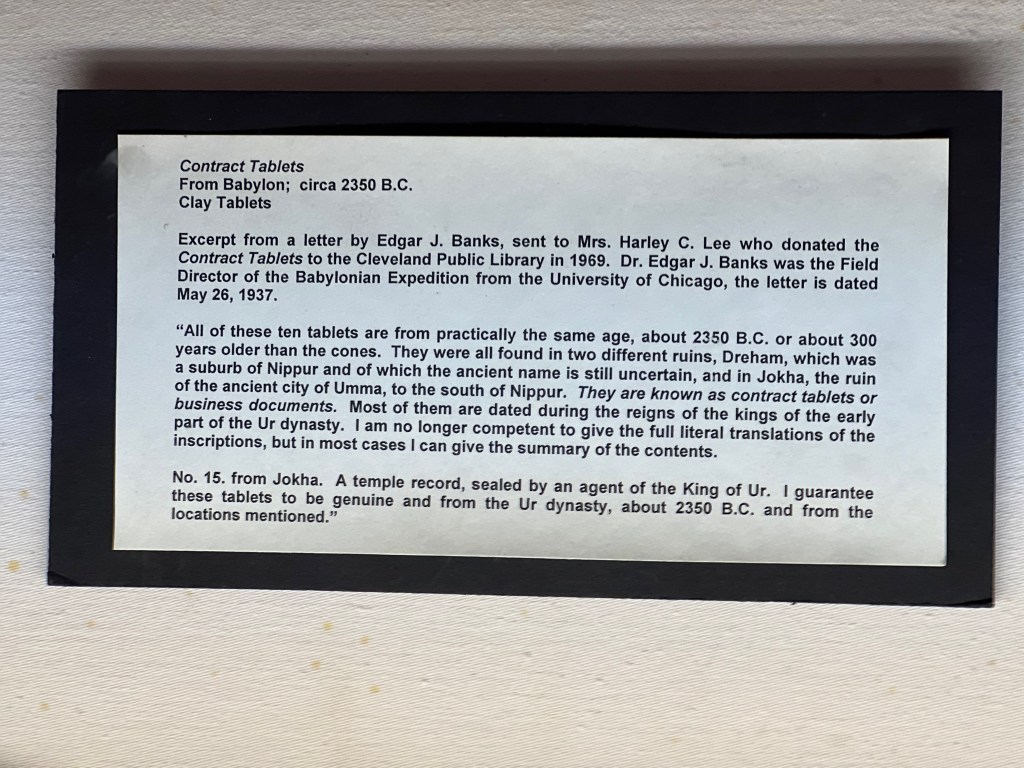 Contract Tablets
From Babylon; circa 2350 B.C.
Clay Tablets
Excerpt from a letter by Edgar J. Banks, sent to Mrs. Harley C. Lee who donated the
Contract Tablets to the Cleveland Public Library in 1969. Dr. Edgar J. Banks was the Field
Director of the Babylonian Expedition from the University of Chicago, the letter is dated
May 26, 1937.
“All of these ten tablets are from practically the same age, about 2350 B.C. or about 300
years older than the cones. They were all found in two different ruins, Dreham, which was
a suburb of Nippur and of which the ancient name is still uncertain, and in Jokha, the ruin
of the ancient city of Umma, to the south of Nippur. They are known as contract tablets or
business documents. Most of them are dated during the reigns of the kings of the early
part of the Ur dynasty. I am no longer competent to give the full literal translations of the
inscriptions, but in most cases I can give the summary of the contents.
No. 15. from Jokha. A temple record, sealed by an agent of the King of Ur. I guarantee
these tablets to be genuine and from the Ur dynasty, about 2350 B.C. and from the
locations mentioned.”